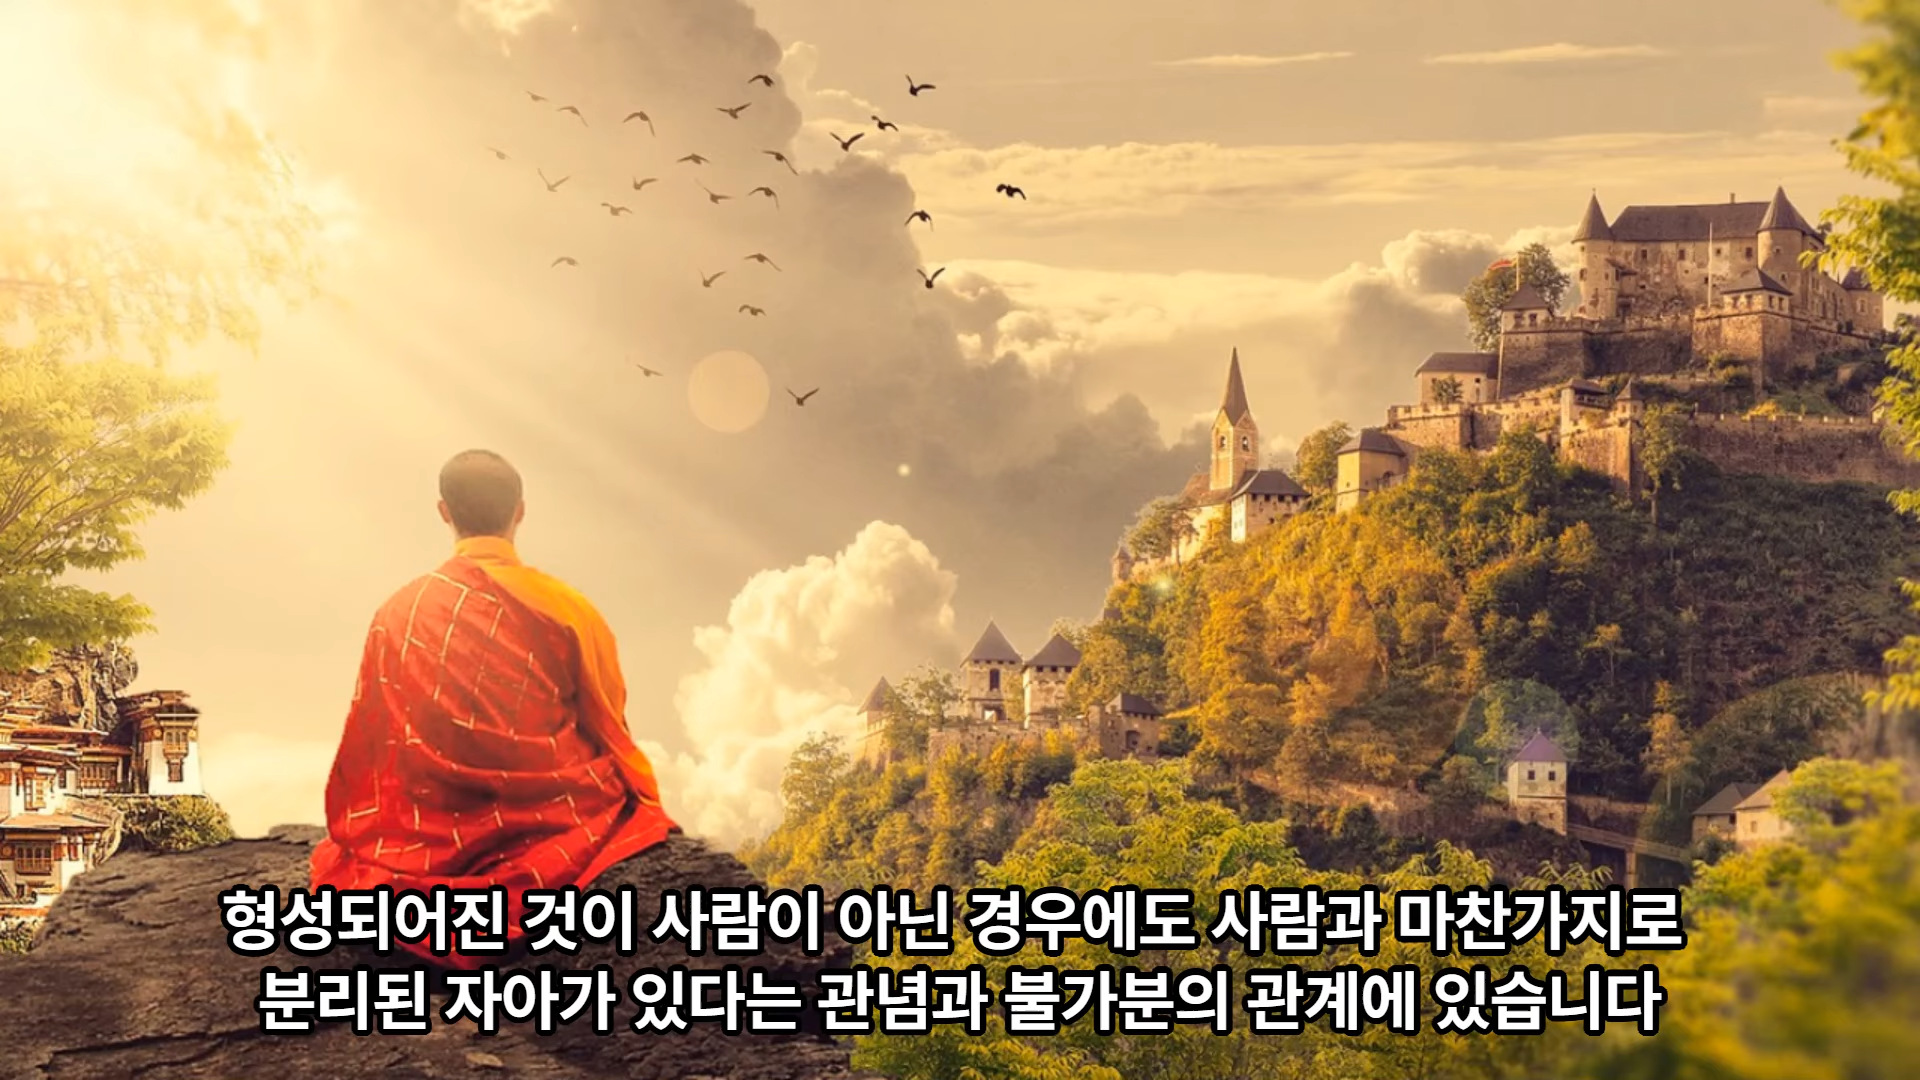 형성되어진 것이 사람이 아닌 경우에도 사람과 마찬가지로
분리된 자아가 있다는 관념과 불가분의 관계에 있습니다